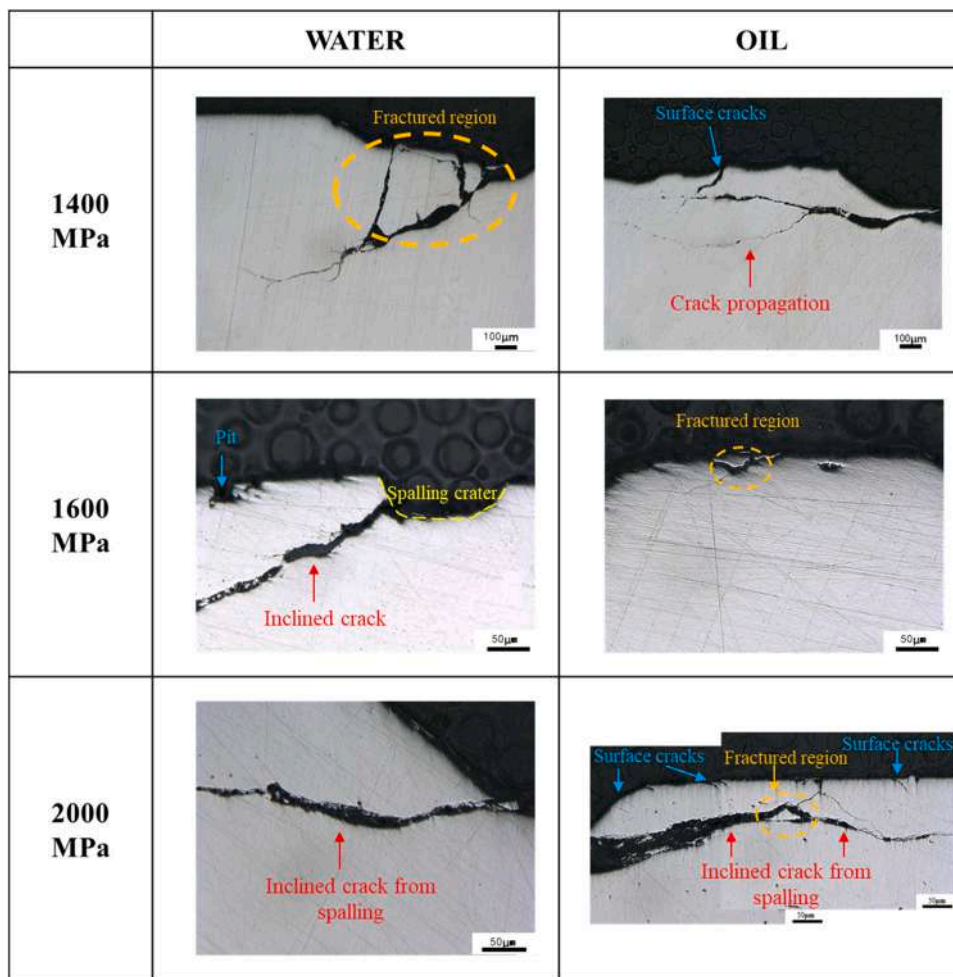 WATER
OIL
1400
MPa
Fractured region
100μm
Surface cracks
Crack propagation
100μm
1600
MPa
Pit
Spalling crater
Inclined crack
50μm
Fractured region
50μm
2000
MPa
Inclined crack from
spalling
50μm
Surface cracks
Fractured region
Surface cracks
Inclined crack from
spalling
50μm
50μm